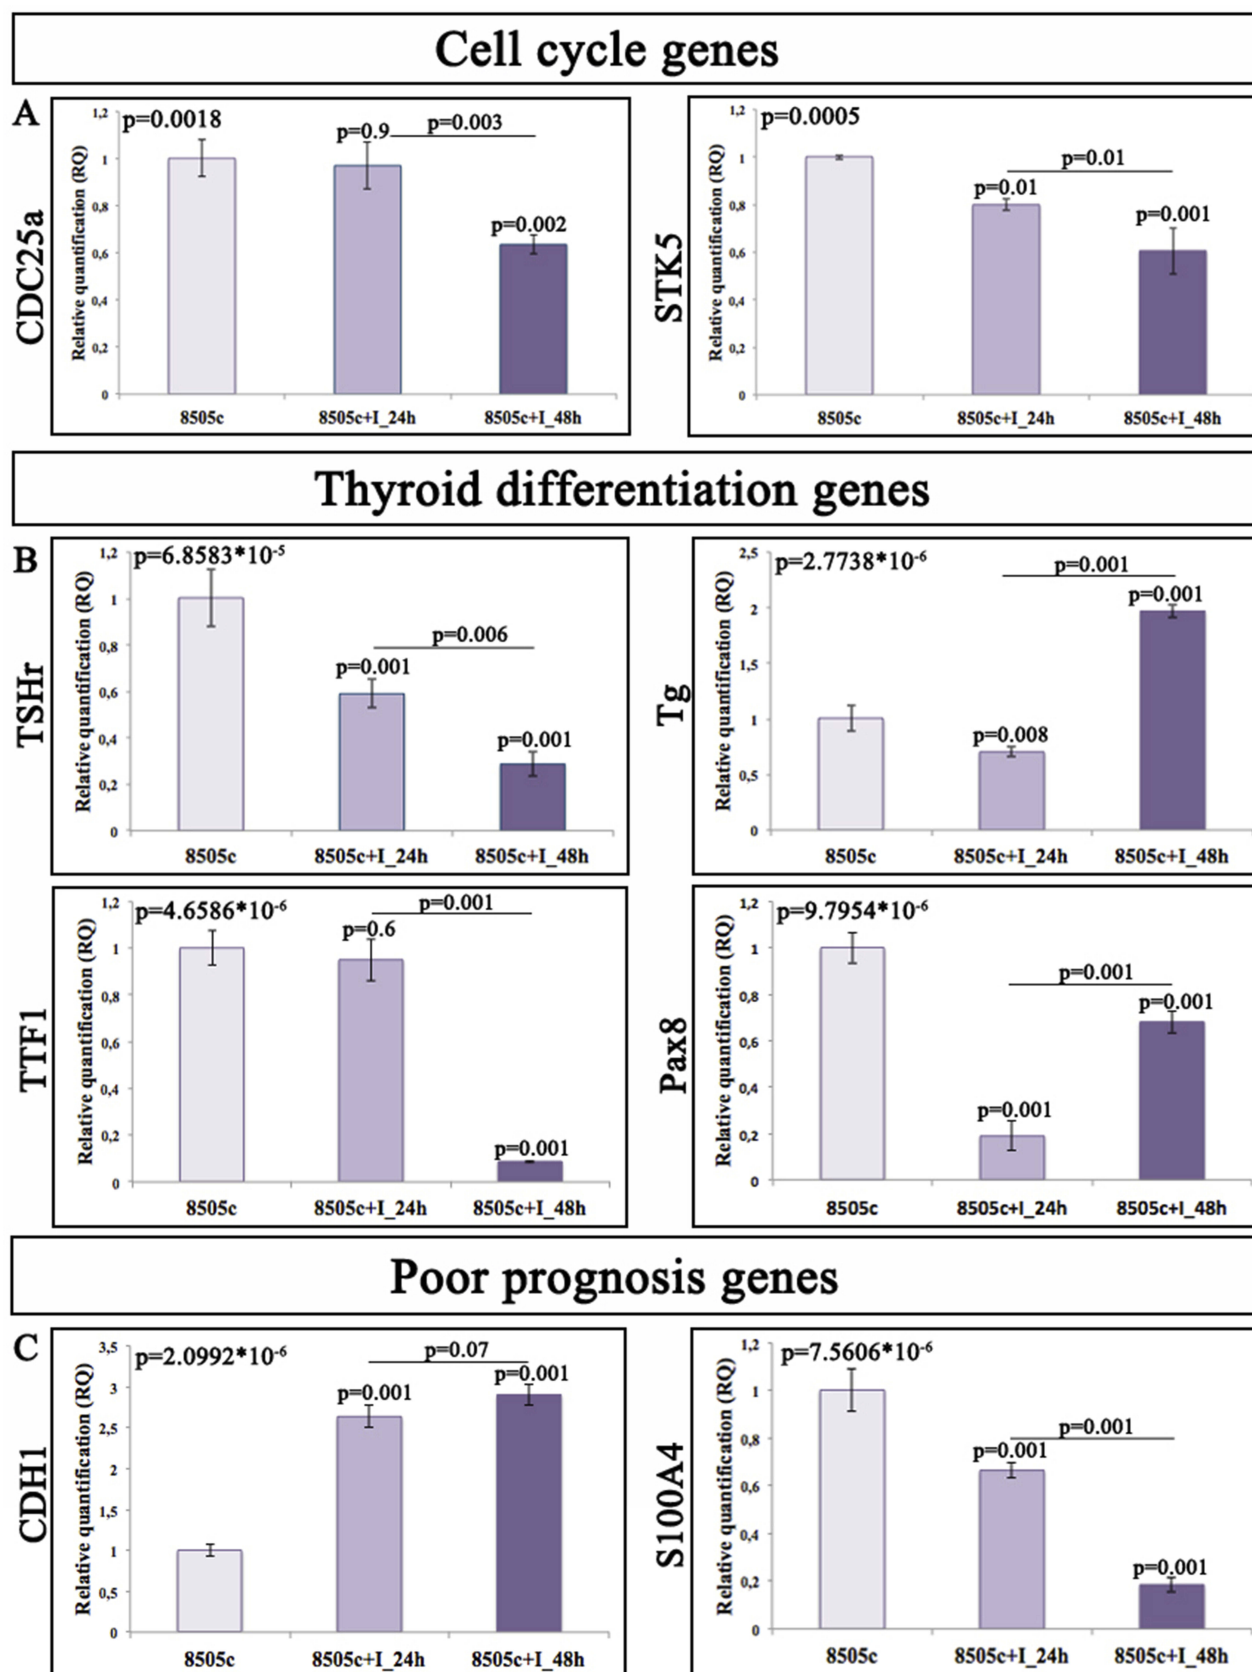 Cell cycle genes
A
CDC25a
Relative quantification (RQ)
p=0.0018
p=0.9
p=0.003
p=0.002
1,2
1
0,8
0,6
0,4
0,2
0
8505c
8505c+I_24h
8505c+I_48h
STK5
Relative quantification (RQ)
p=0.0005
p=0.01
p=0.01
p=0.001
1,2
1
0,8
0,6
0,4
0,2
0
8505c
8505c+I_24h
8505c+I_48h
Thyroid differentiation genes
B
TSHr
Relative quantification (RQ)
p=6.8583*10-5
p=0.006
p=0.001
p=0.001
1,2
1
0,8
0,6
0,4
0,2
0
8505c
8505c+I_24h
8505c+I_48h
Tg
Relative quantification (RQ)
p=2.7738*10-6
p=0.001
p=0.001
p=0.008
2,5
2
1,5
1
0,5
0
8505c
8505c+I_24h
8505c+I_48h
TTF1
Relative quantification (RQ)
p=4.6586*10-6
p=0.001
p=0.6
p=0.001
1,2
1
0,8
0,6
0,4
0,2
0
8505c
8505c+I_24h
8505c+I_48h
Pax8
Relative quantification (RQ)
p=9.7954*10-6
p=0.001
p=0.001
p=0.001
1,2
1
0,8
0,6
0,4
0,2
0
8505c
8505c+I_24h
8505c+I_48h
Poor prognosis genes
C
CDH1
Relative quantification (RQ)
p=2.0992*10-6
p=0.07
p=0.001
p=0.001
3,5
3
2,5
2
1,5
1
0,5
0
8505c
8505c+I_24h
8505c+I_48h
S100A4
Relative quantification (RQ)
p=7.5606*10-6
p=0.001
p=0.001
p=0.001
1,2
1
0,8
0,6
0,4
0,2
0
8505c
8505c+I_24h
8505c+I_48h